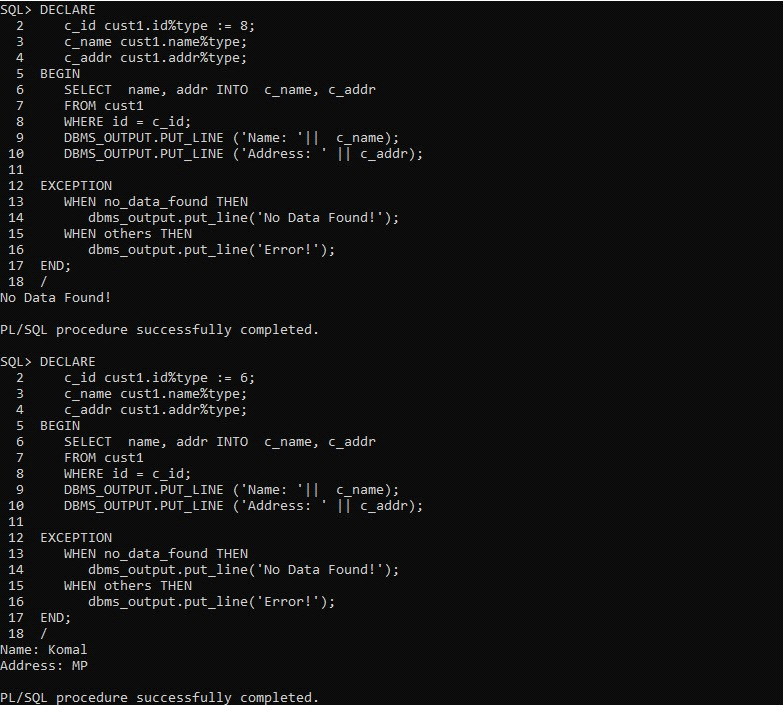 SQL> DECLARE
  2     c_id cust1.id%type := 8;
  3     c_name cust1.name%type;
  4     c_addr cust1.addr%type;
  5  BEGIN
  6     SELECT  name, addr INTO  c_name, c_addr
  7     FROM cust1
  8     WHERE id = c_id;
  9     DBMS_OUTPUT.PUT_LINE ('Name: '||  c_name);
 10     DBMS_OUTPUT.PUT_LINE ('Address: ' || c_addr);
 11
 12  EXCEPTION
 13     WHEN no_data_found THEN
 14        dbms_output.put_line('No Data Found!');
 15     WHEN others THEN
 16        dbms_output.put_line('Error!');
 17  END;
 18  /
No Data Found!

PL/SQL procedure successfully completed.

SQL> DECLARE
  2     c_id cust1.id%type := 6;
  3     c_name cust1.name%type;
  4     c_addr cust1.addr%type;
  5  BEGIN
  6     SELECT  name, addr INTO  c_name, c_addr
  7     FROM cust1
  8     WHERE id = c_id;
  9     DBMS_OUTPUT.PUT_LINE ('Name: '||  c_name);
 10     DBMS_OUTPUT.PUT_LINE ('Address: ' || c_addr);
 11
 12  EXCEPTION
 13     WHEN no_data_found THEN
 14        dbms_output.put_line('No Data Found!');
 15     WHEN others THEN
 16        dbms_output.put_line('Error!');
 17  END;
 18  /
Name: Komal
Address: MP

PL/SQL procedure successfully completed.